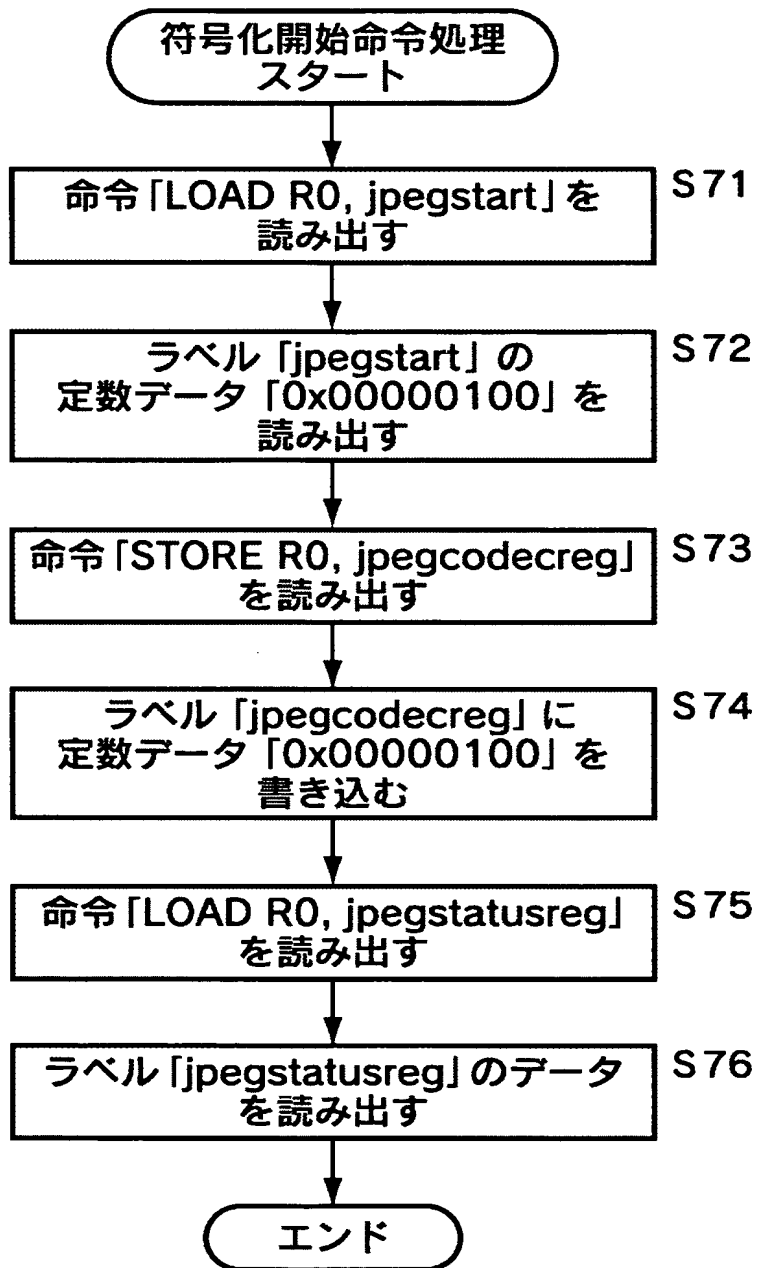 符号化開始命令処理
スタート
命令「LOAD R0, jpegstart」を
読み出す
S71
ラベル「jpegstart」の
定数データ「0x00000100」を
読み出す
S72
命令「STORE R0, jpegcodecreg」
を読み出す
S73
ラベル「jpegcodecreg」に
定数データ「0x00000100」を
書き込む
S74
命令「LOAD R0, jpegstatusreg」
を読み出す
S75
ラベル「jpegstatusreg」のデータ
を読み出す
S76
エンド